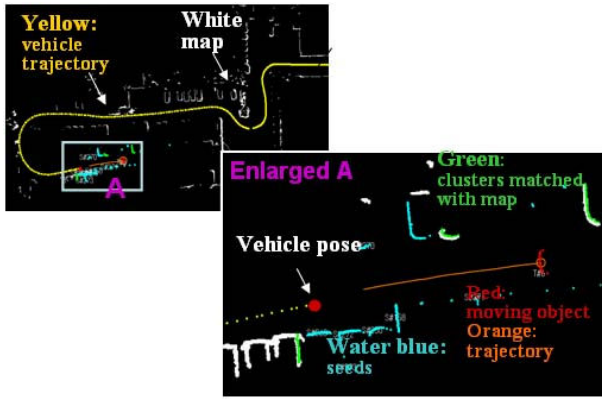 Yellow:
vehicle
trajectory
White
map
A
Enlarged A
Green:
clusters matched
with map
Vehicle pose
Red:
moving object
Orange:
trajectory
Water blue:
seeds